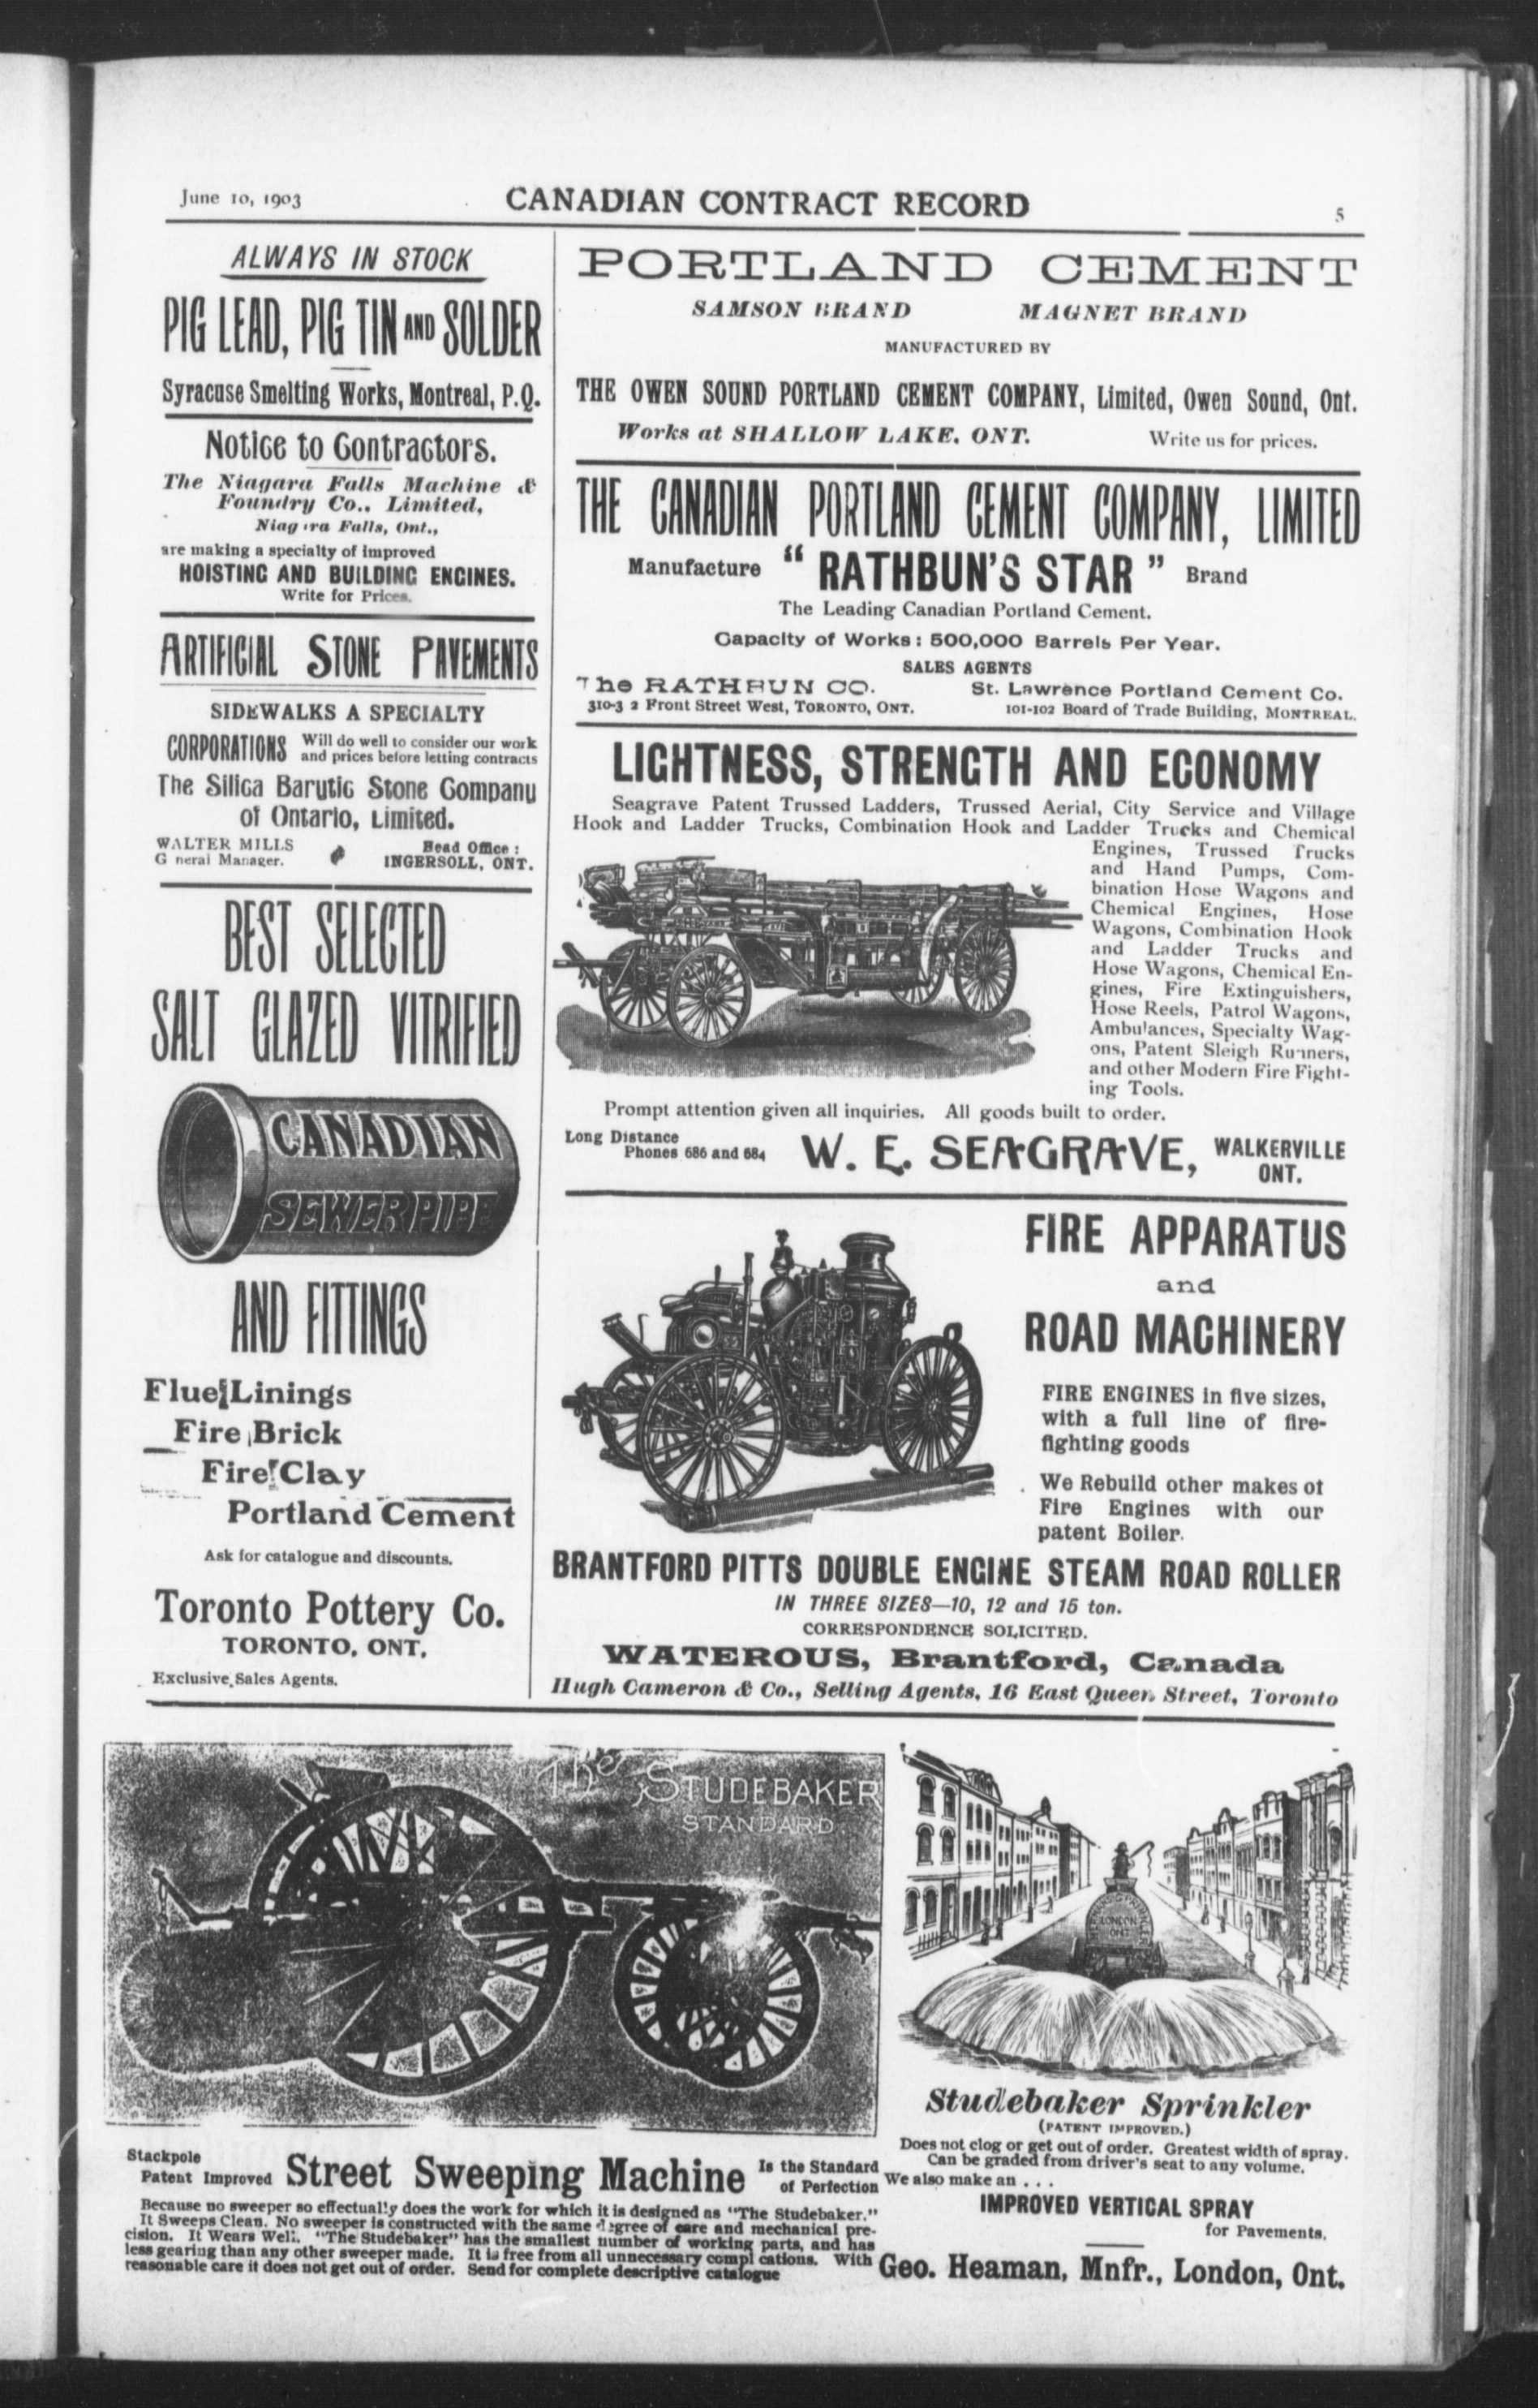 June 10, 1903
CANADIAN CONTRACT RECORD
5
ALWAYS IN STOCK
PIG LEAD, PIG TIN AND SOLDER
Syracuse Smelting Works, Montreal, P.Q.
Notice to Contractors.
The Niagara Falls Machine &
Foundry Co., Limited,
Niagara Falls, Ont.,
are making a specialty of improved
HOISTING AND BUILDING ENGINES.
Write for Prices.
ARTIFICIAL STONE PAVEMENTS
SIDEWALKS A SPECIALTY
CORPORATIONS Will do well to consider our work
and prices before letting contracts
The Silica Barytic Stone Company
of Ontario, Limited.
WALTER MILLS
General Manager.
Head Office :
INGERSOLL, ONT.
BEST SELECTED
SALT GLAZED VITRIFIED
CANADIAN
SEWER PIPE
AND FITTINGS
Flue Linings
Fire Brick
Fire Clay
Portland Cement
Ask for catalogue and discounts.
Toronto Pottery Co.
TORONTO, ONT.
Exclusive Sales Agents.
PORTLAND CEMENT
SAMSON BRAND MAGNET BRAND
MANUFACTURED BY
THE OWEN SOUND PORTLAND CEMENT COMPANY, Limited, Owen Sound, Ont.
Works at SHALLOW LAKE, ONT. Write us for prices.
THE CANADIAN PORTLAND CEMENT COMPANY, LIMITED
Manufacture "RATHBUN'S STAR" Brand
The Leading Canadian Portland Cement.
Capacity of Works : 500,000 Barrels Per Year.
SALES AGENTS
The RATHBUN CO.
310-3 2 Front Street West, TORONTO, ONT.
St. Lawrence Portland Cement Co.
101-102 Board of Trade Building, MONTREAL.
LIGHTNESS, STRENGTH AND ECONOMY
Seagrave Patent Trussed Ladders, Trussed Aerial, City Service and Village
Hook and Ladder Trucks, Combination Hook and Ladder Trucks and Chemical
Engines, Trussed Trucks
and Hand Pumps, Com-
bination Hose Wagons and
Chemical Engines, Hose
Wagons, Combination Hook
and Ladder Trucks and
Hose Wagons, Chemical En-
gines, Fire Extinguishers,
Hose Reels, Patrol Wagons,
Ambulances, Specialty Wag-
ons, Patent Sleigh Runners,
and other Modern Fire Fight-
ing Tools.
Prompt attention given all inquiries. All goods built to order.
Long Distance
Phones 686 and 684
W. E. SEAGRAVE, WALKERVILLE
ONT.
FIRE APPARATUS
and
ROAD MACHINERY
FIRE ENGINES in five sizes,
with a full line of fire-
fighting goods
We Rebuild other makes of
Fire Engines with our
patent Boiler.
BRANTFORD PITTS DOUBLE ENGINE STEAM ROAD ROLLER
IN THREE SIZES—10, 12 and 15 ton.
CORRESPONDENCE SOLICITED.
WATEROUS, Brantford, Canada
Hugh Cameron & Co., Selling Agents, 16 East Queen Street, Toronto
The STUDEBAKER
STANDARD
Stackpole
Patent Improved Street Sweeping Machine Is the Standard
of Perfection
Because no sweeper so effectually does the work for which it is designed as "The Studebaker."
It Sweeps Clean. No sweeper is constructed with the same degree of care and mechanical pre-
cision. It Wears Well. "The Studebaker" has the smallest number of working parts, and has
less gearing than any other sweeper made. It is free from all unnecessary complications. With
reasonable care it does not get out of order. Send for complete descriptive catalogue
LONDON
ONT
Studebaker Sprinkler
(PATENT IMPROVED.)
Does not clog or get out of order. Greatest width of spray.
Can be graded from driver's seat to any volume.
We also make an . . .
IMPROVED VERTICAL SPRAY
for Pavements.
Geo. Heaman, Mnfr., London, Ont.